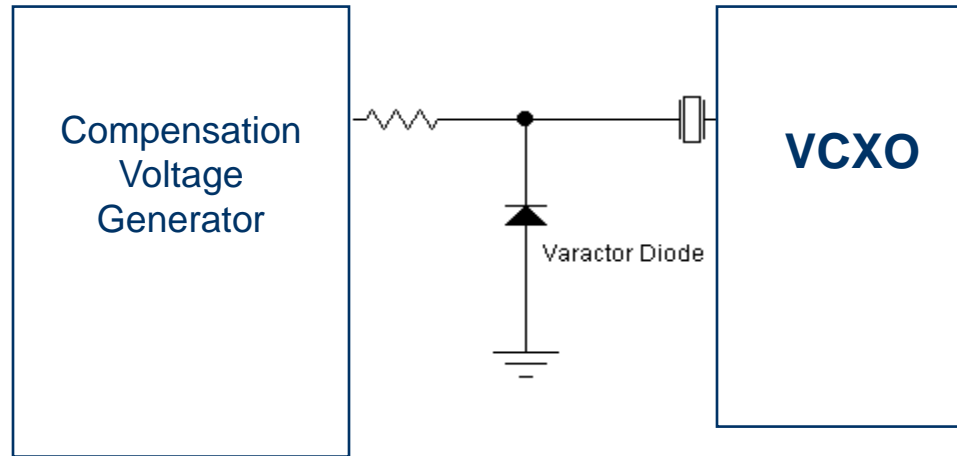 Compensation
Voltage
Generator
VCXO
Varactor Diode